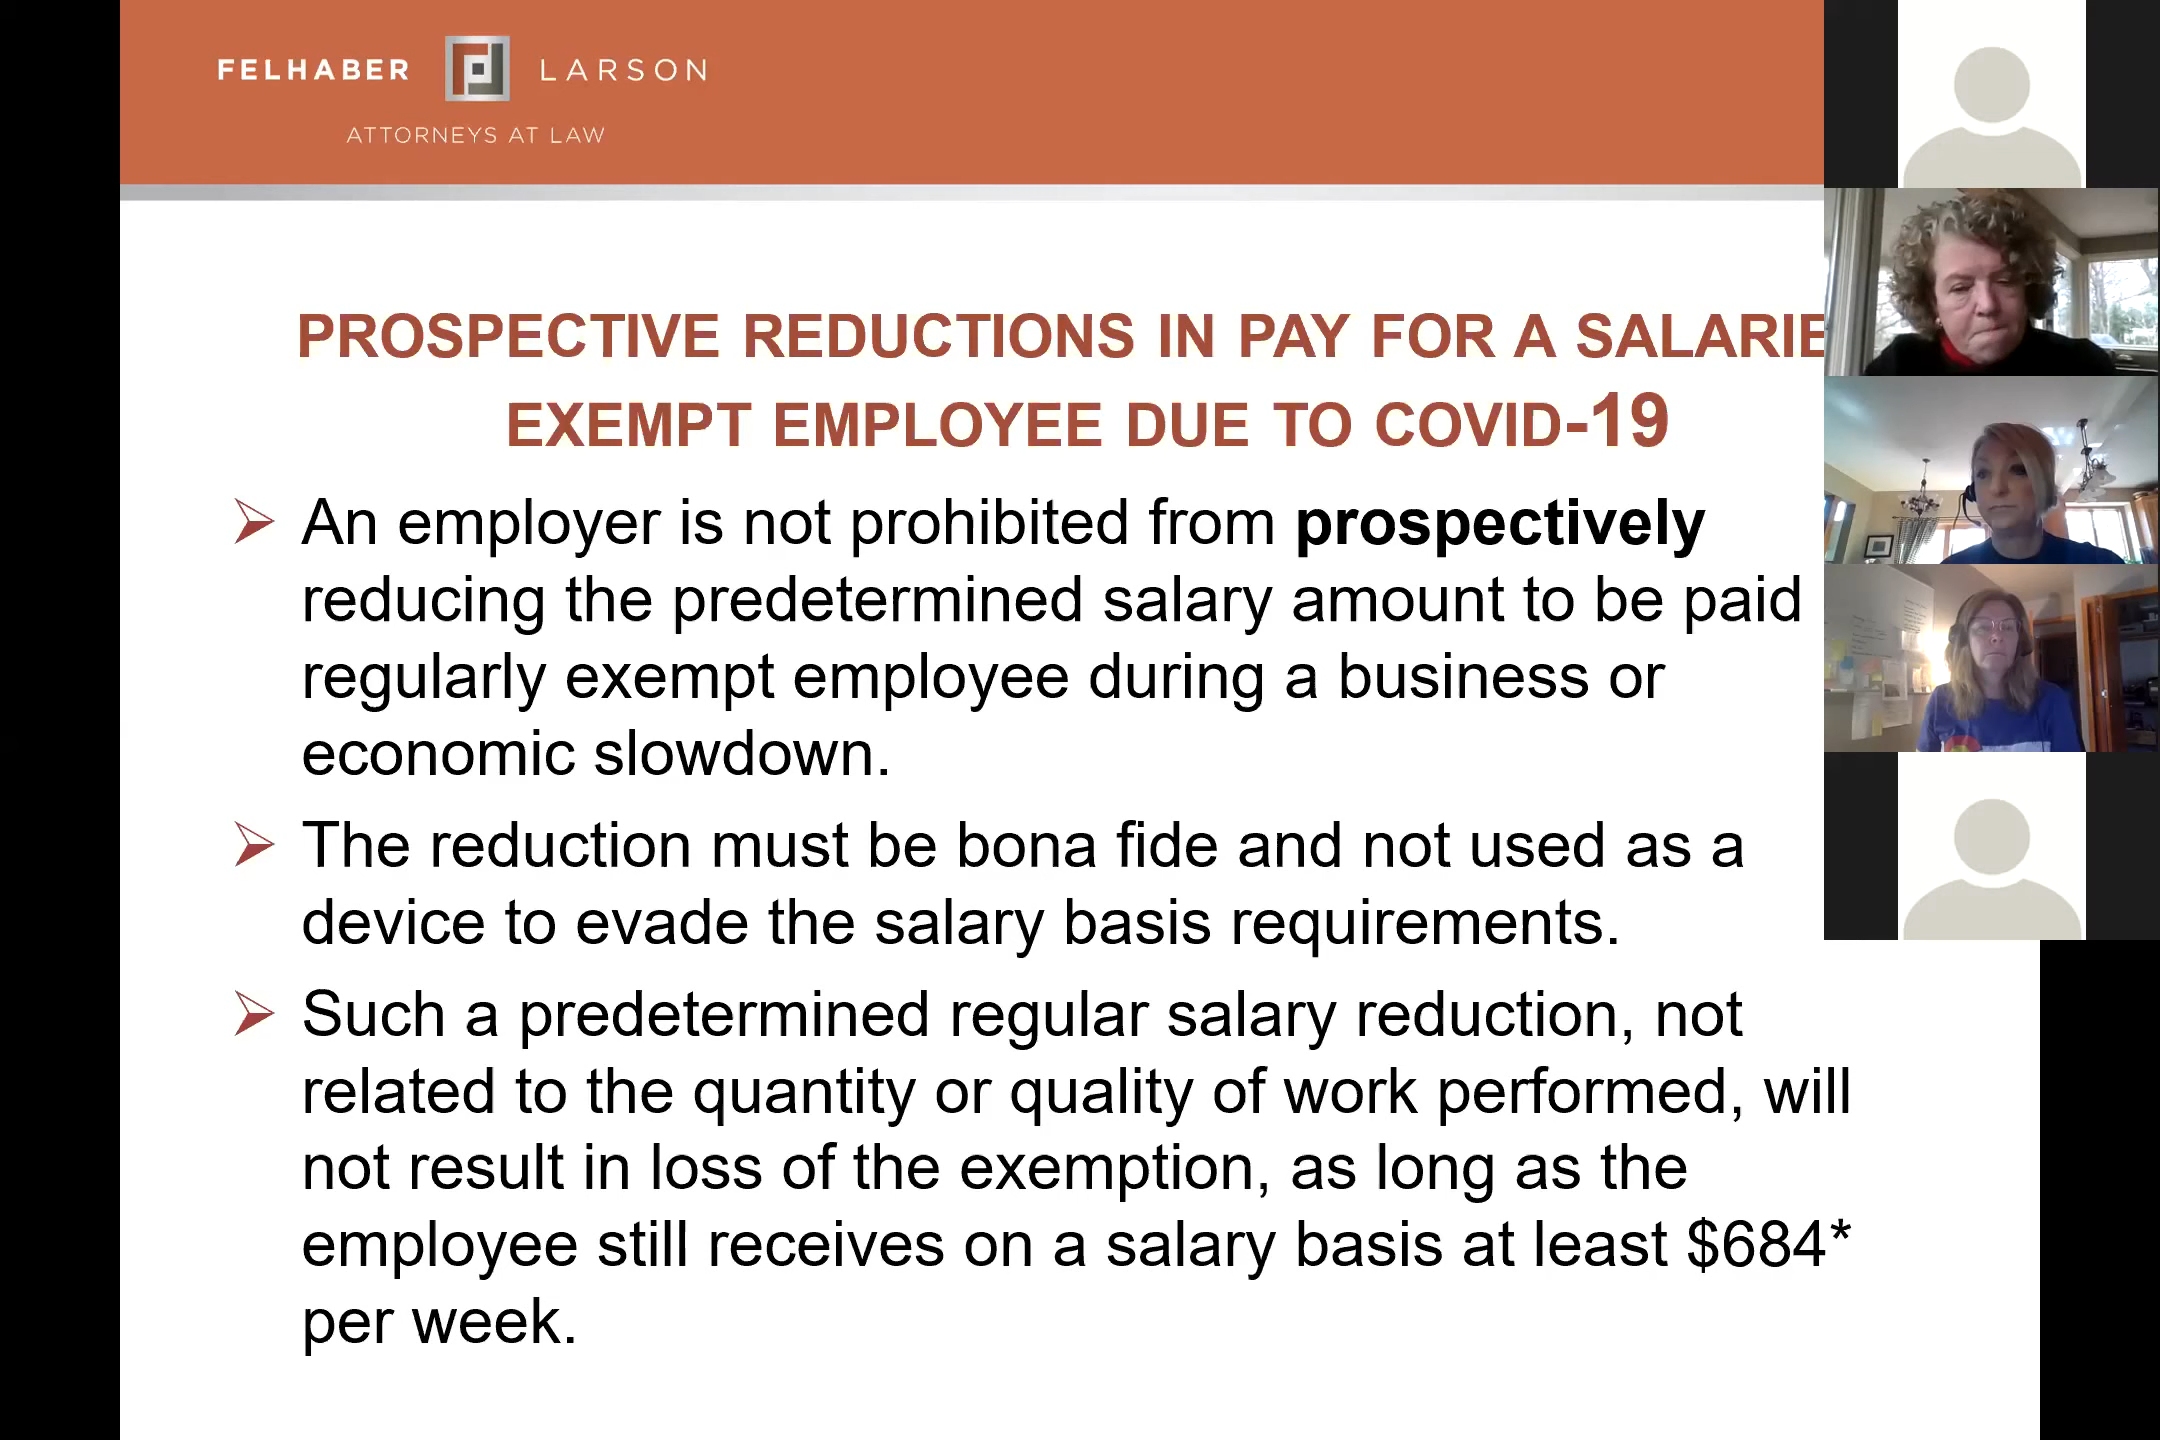 FELHABER LARSON
ATTORNEYS AT LAW
PROSPECTIVE REDUCTIONS IN PAY FOR A SALARIE
EXEMPT EMPLOYEE DUE TO COVID-19
An employer is not prohibited from prospectively
reducing the predetermined salary amount to be paid
regularly exempt employee during a business or
economic slowdown.
The reduction must be bona fide and not used as a
device to evade the salary basis requirements.
Such a predetermined regular salary reduction, not
related to the quantity or quality of work performed, will
not result in loss of the exemption, as long as the
employee still receives on a salary basis at least $684*
per week.